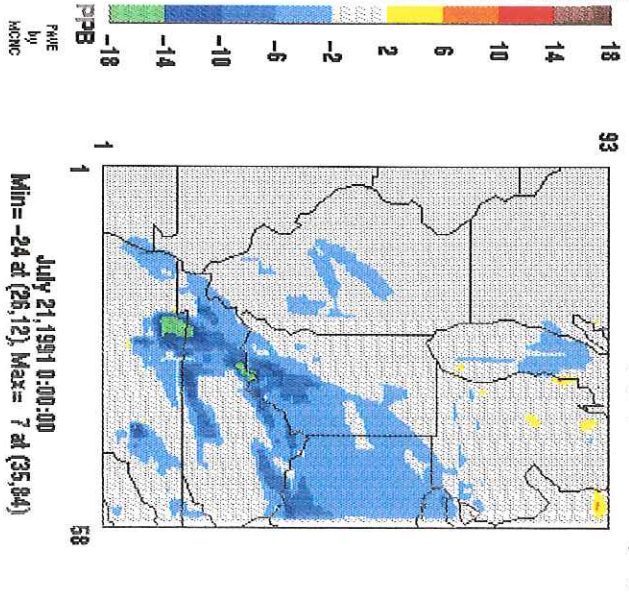 PPB
-18
-14
-10
-6
-2
2
6
10
14
18
PAVE
by
MCNC
93
1
1
58
July 21,1991 0:00:00
Min= -24 at (26,12), Max= 7 at (35,84)